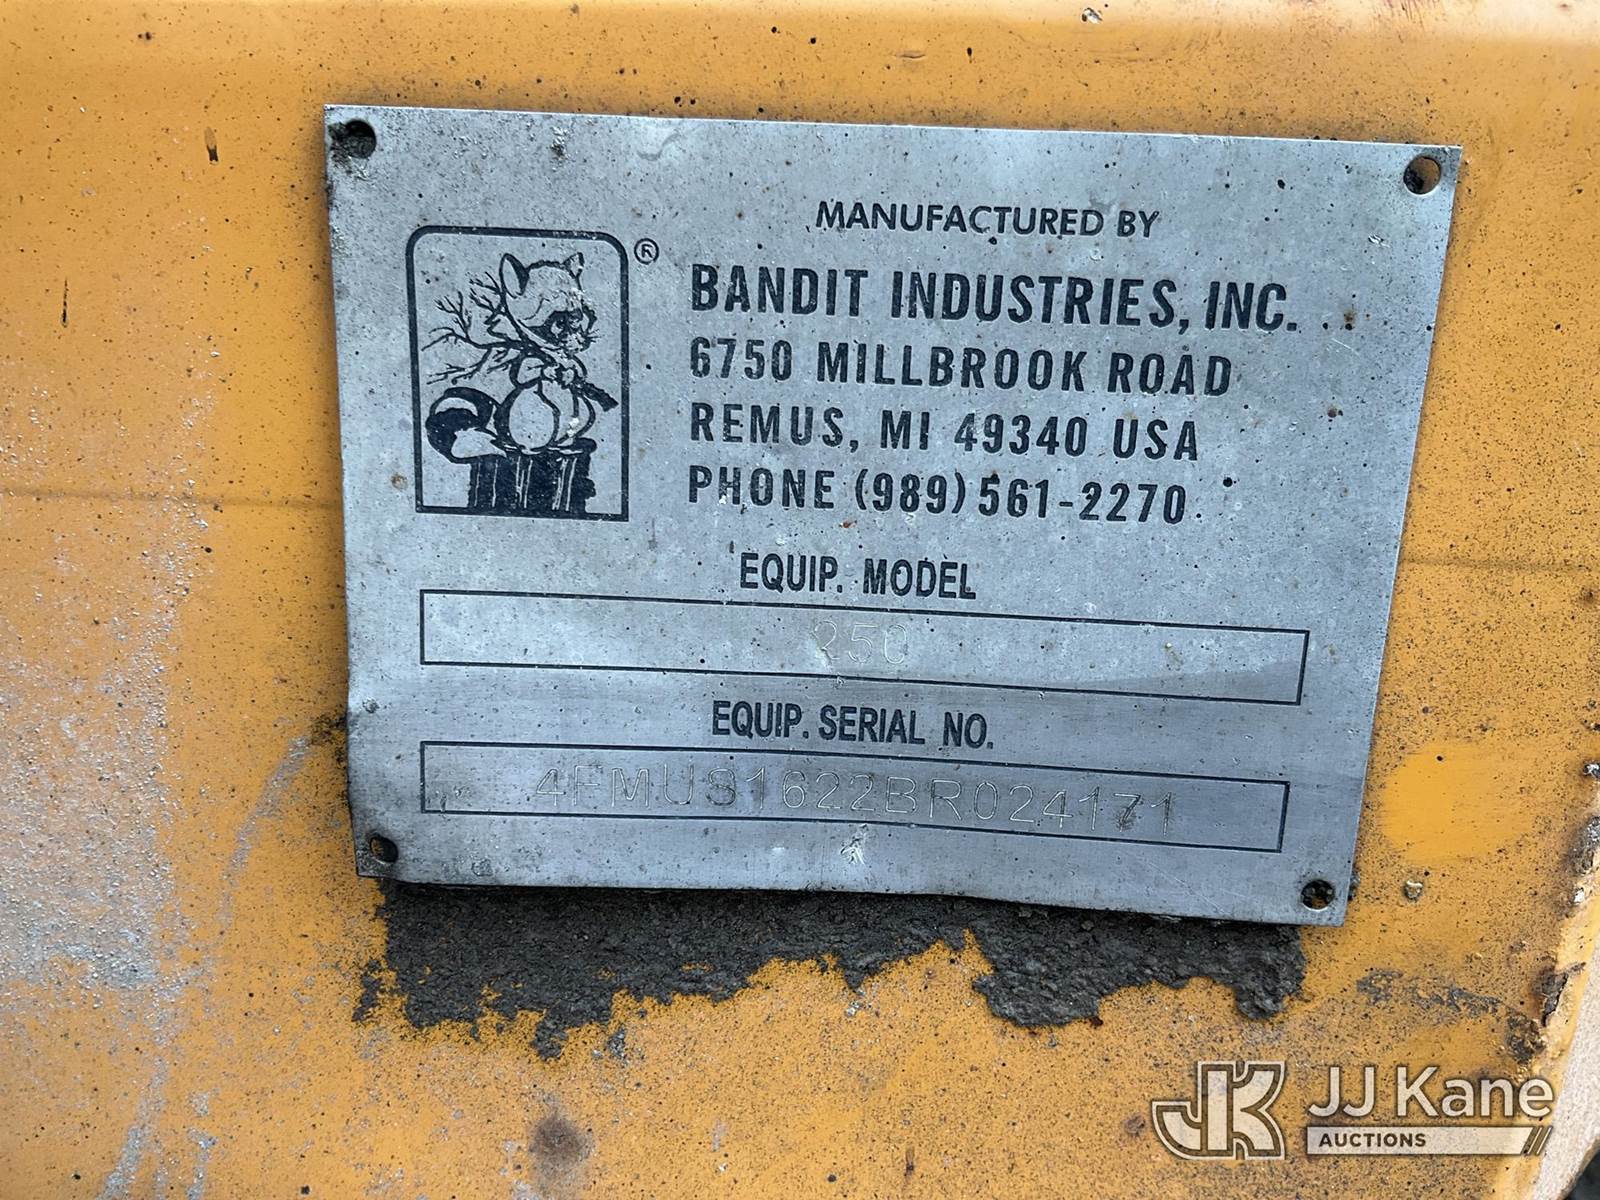 MANUFACTURED BY
®
BANDIT INDUSTRIES, INC.
6750 MILLBROOK ROAD
REMUS, MI 49340 USA
PHONE (989) 561-2270
EQUIP. MODEL
250
EQUIP. SERIAL NO.
4FMUS1622BR024171
JK JJ Kane
AUCTIONS